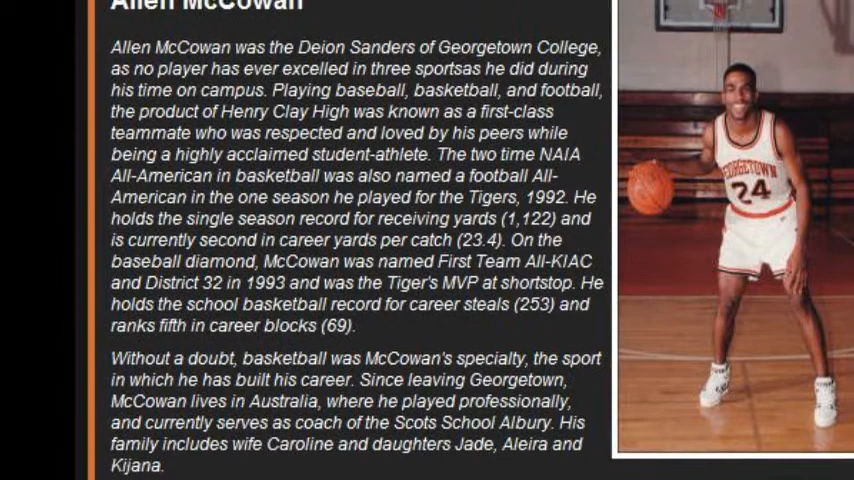 Allen McCowan
Allen McCowan was the Deion Sanders of Georgetown College,
as no player has ever excelled in three sportsas he did during
his time on campus. Playing baseball, basketball, and football,
the product of Henry Clay High was known as a first-class
teammate who was respected and loved by his peers while
being a highly acclaimed student-athlete. The two time NAIA
All-American in basketball was also named a football All-
American in the one season he played for the Tigers, 1992. He
holds the single season record for receiving yards (1,122) and
is currently second in career yards per catch (23.4). On the
baseball diamond, McCowan was named First Team All-KIAC
and District 32 in 1993 and was the Tiger's MVP at shortstop. He
holds the school basketball record for career steals (253) and
ranks fifth in career blocks (69).
Without a doubt, basketball was McCowan's specialty, the sport
in which he has built his career. Since leaving Georgetown,
McCowan lives in Australia, where he played professionally,
and currently serves as coach of the Scots School Albury. His
family includes wife Caroline and daughters Jade, Aleira and
Kijana.
GEORGETOWN
24